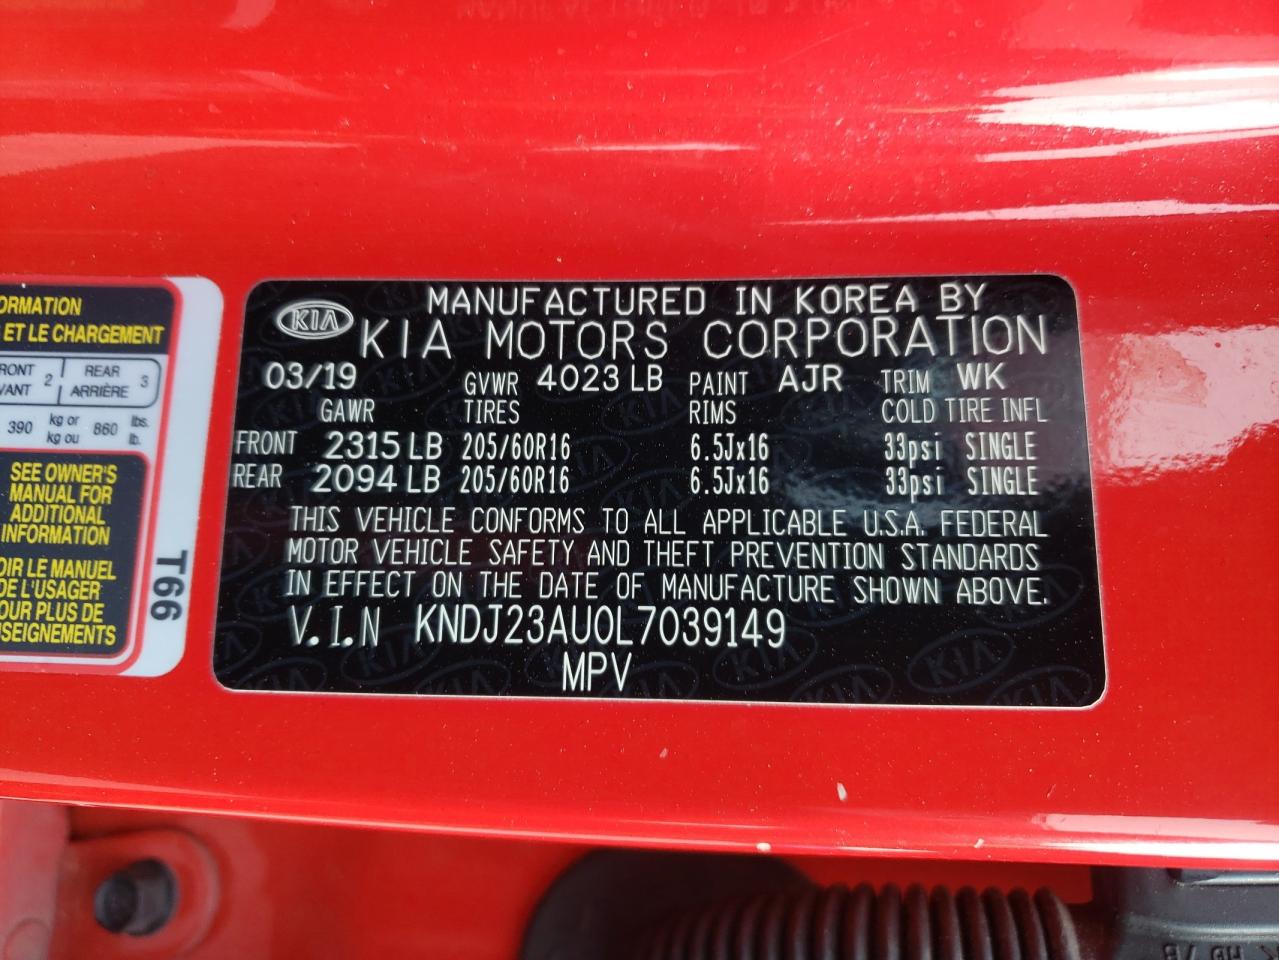 ORMATION
ET LE CHARGEMENT
FRONT 2 REAR 3
VANT ARRIÈRE
390 kg or 860 lbs.
kg ou lb.
SEE OWNER'S
MANUAL FOR
ADDITIONAL
INFORMATION
OIR LE MANUEL
DE L'USAGER
POUR PLUS DE
SEIGNEMENTS
T66
KIA
MANUFACTURED IN KOREA BY
KIA MOTORS CORPORATION
03/19 GVWR 4023 LB PAINT AJR TRIM WK
GAWR TIRES RIMS COLD TIRE INFL
FRONT 2315 LB 205/60R16 6.5Jx16 33psi SINGLE
REAR 2094 LB 205/60R16 6.5Jx16 33psi SINGLE
THIS VEHICLE CONFORMS TO ALL APPLICABLE U.S.A. FEDERAL
MOTOR VEHICLE SAFETY AND THEFT PREVENTION STANDARDS
IN EFFECT ON THE DATE OF MANUFACTURE SHOWN ABOVE.
V.I.N KNDJ23AU0L7039149
MPV